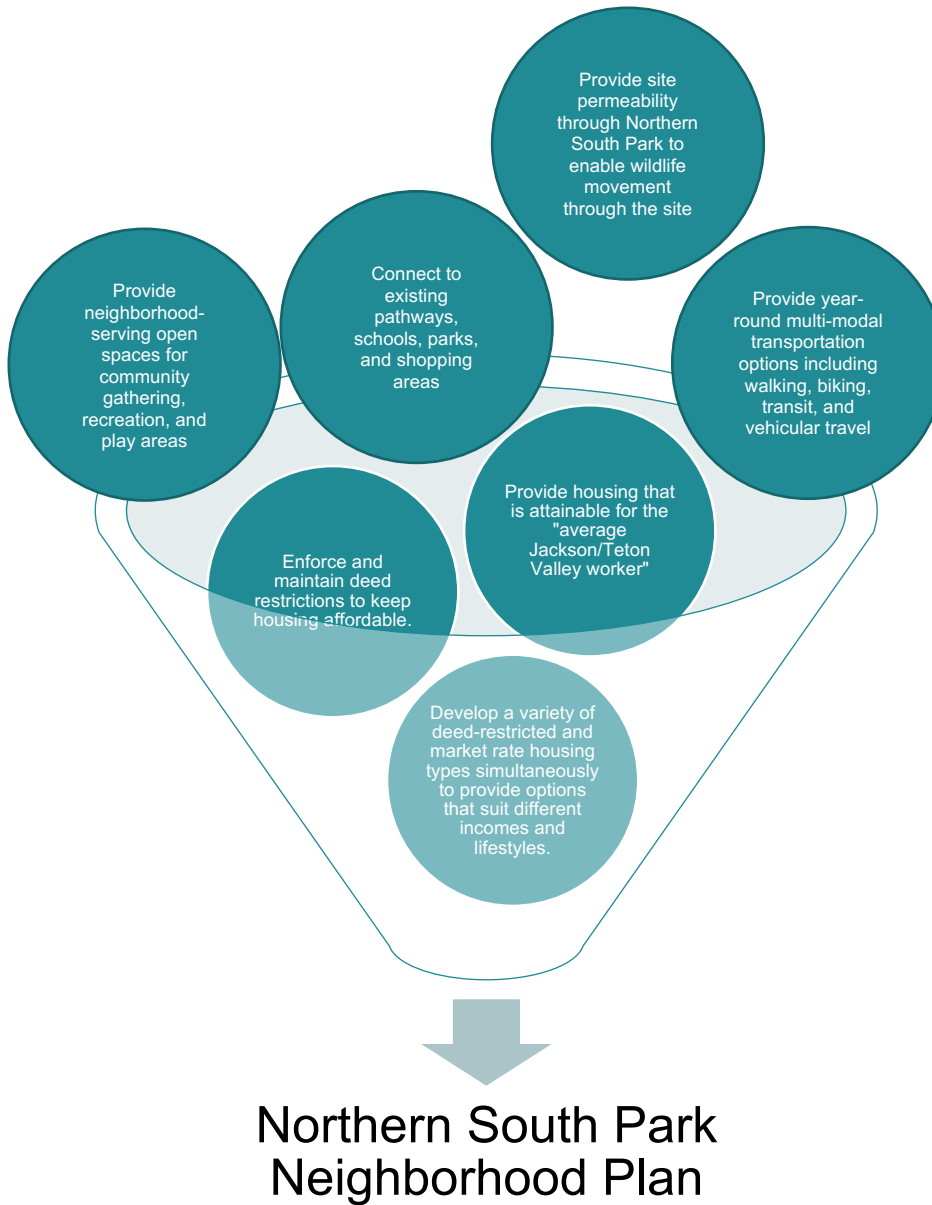 Provide site
permeability
through Northern
South Park to
enable wildlife
movement
through the site
Connect to
existing
pathways,
schools, parks,
and shopping
areas
Provide
neighborhood-
serving open
spaces for
community
gathering,
recreation, and
play areas
Provide year-
round multi-modal
transportation
options including
walking, biking,
transit, and
vehicular travel
Provide housing that
is attainable for the
"average
Jackson/Teton
Valley worker"
Enforce and
maintain deed
restrictions to keep
housing affordable.
Develop a variety of
deed-restricted and
market rate housing
types simultaneously
to provide options
that suit different
incomes and
lifestyles.
Northern South Park
Neighborhood Plan